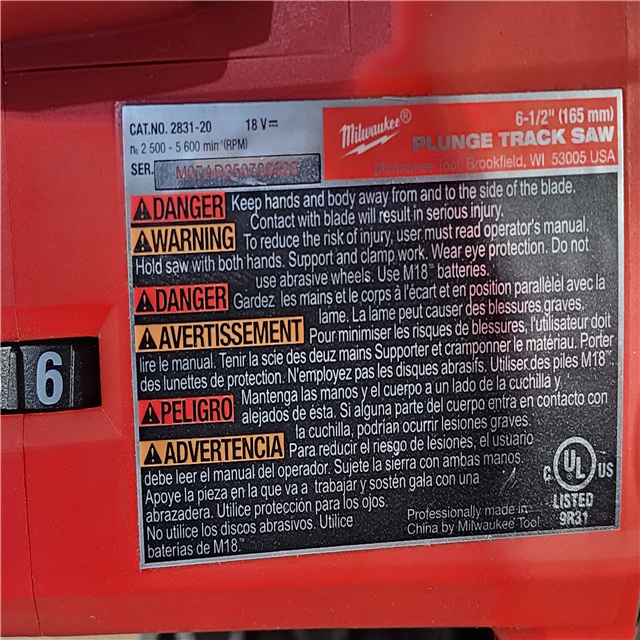 CAT.NO. 2831-20 18 V⎓
n₀ 2 500 - 5 600 min⁻¹(RPM)
SER.
Milwaukee®
6-1/2" (165 mm)
PLUNGE TRACK SAW
Milwaukee Tool, Brookfield, WI 53005 USA
DANGER Keep hands and body away from and to the side of the blade.
Contact with blade will result in serious injury.
WARNING To reduce the risk of injury, user must read operator's manual.
Hold saw with both hands. Support and clamp work. Wear eye protection. Do not
use abrasive wheels. Use M18™ batteries.
DANGER Gardez les mains et le corps à l'écart et en position parallèlél avec la
lame. La lame peut causer des blessures graves.
AVERTISSEMENT Pour minimiser les risques de blessures, l'utilisateur doit
lire le manual. Tenir la scie des deux mains Supporter et cramponner le matériau. Porter
des lunettes de protection. N'employez pas le disques abrasifs. Utiliser des piles M18™
PELIGRO Mantenga las manos y el cuerpo a un lado de la cuchilla y
alejados de ésta. Si alguna parte del cuerpo entra en contacto con
la cuchilla, podrían ocurrir lesiones graves.
ADVERTENCIA Para reducir el riesgo de lesiones, el usuario
debe leer el manual del operador. Sujete la sierra con ambas manos.
Apoye la pieza en la que va a trabajar y sostén gala con una
abrazadera. Utilice protección para los ojos.
No utilice los discos abrasivos. Utilice
baterias de M18.™
Professionally made in
China by Milwaukee Tool
C UL US
LISTED
9R31
6